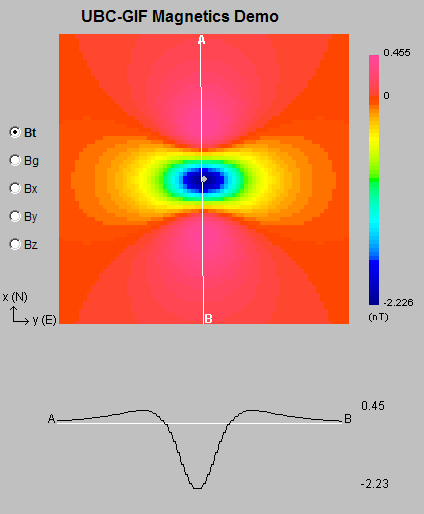 UBC-GIF Magnetics Demo
A
0.455
0
Bt
Bg
Bx
By
Bz
-2.226
(nT)
x (N)
y (E)
B
0.45
A
B
-2.23